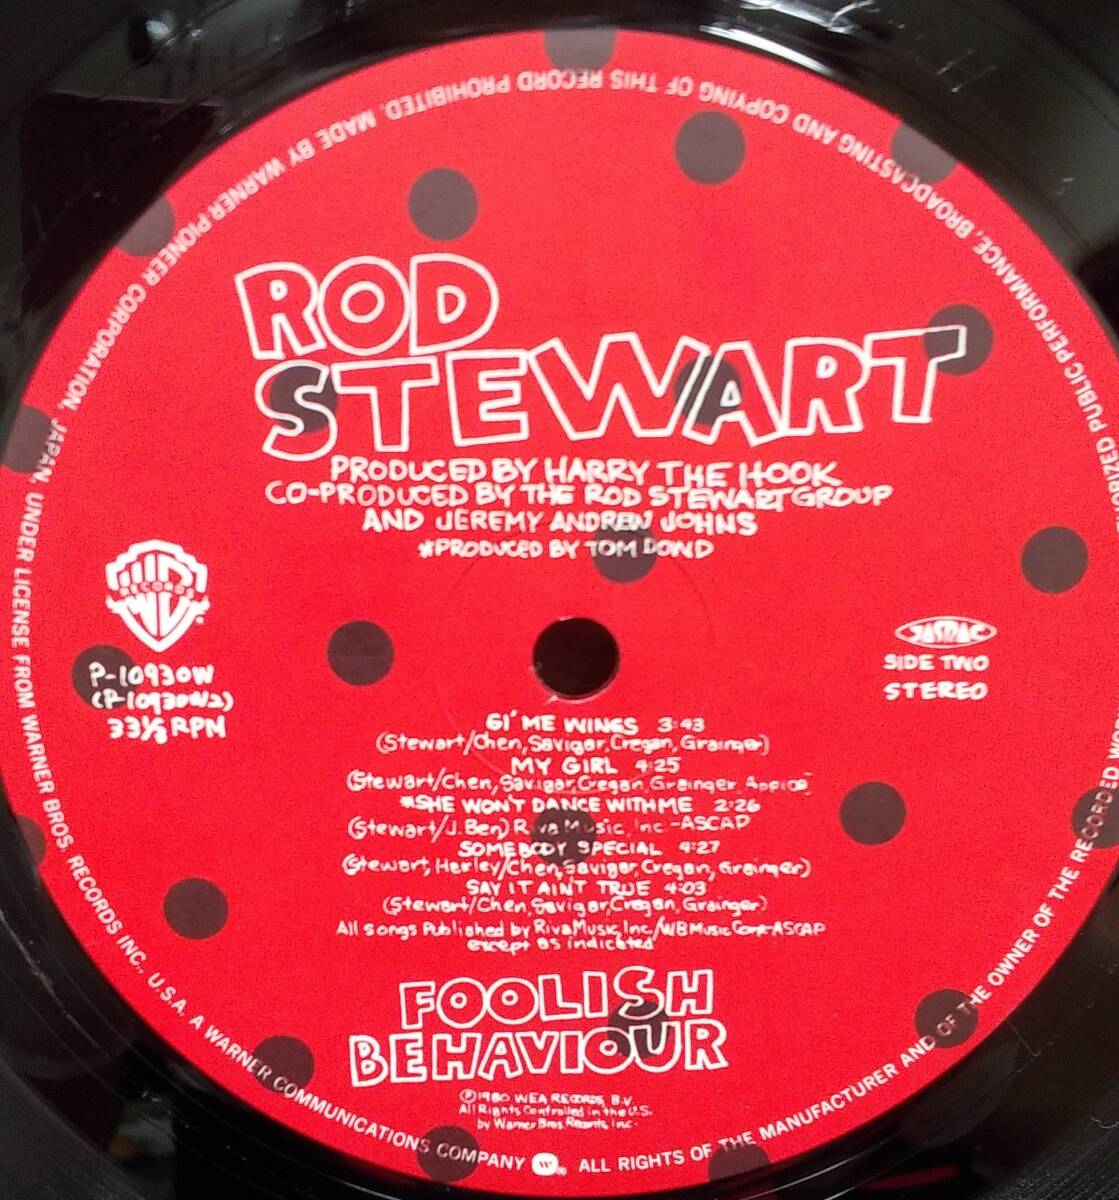 ROD
STEWART
PRODUCED BY HARRY THE HOOK
CO-PRODUCED BY THE ROD STEWART GROUP
AND JEREMY ANDREW JOHNS
*PRODUCED BY TOM DOWD
RECORDS
P-10930W
(P-10930W2)
33 1/3 RPM
JASRAC
SIDE TWO
STEREO
GI' ME WINGS 3:43
(Stewart/Chen, Savigar, Cregan, Grainger)
MY GIRL 4:25
(Stewart/Chen, Savigar, Cregan, Grainger, Appice)
*SHE WON'T DANCE WITH ME 2:26
(Stewart/J. Ben) Riva Music, Inc.-ASCAP
SOMEBODY SPECIAL 4:27
(Stewart, Harley/Chen, Savigar, Cregan, Grainger)
SAY IT AINT TRUE 4:03
(Stewart/Chen, Savigar, Cregan, Grainger)
All songs Published by Riva Music, Inc./WB Music Corp.-ASCAP
except as indicated
FOOLISH
BEHAVIOUR
℗1980 WEA RECORDS, B.V.
All Rights Controlled in the U.S.
by Warner Bros. Records, Inc.
PUBLIC PERFORMANCE, BROADCASTING AND COPYING OF THIS RECORD PROHIBITED. MADE BY WARNER PIONEER CORPORATION, JAPAN, UNDER LICENSE FROM WARNER BROS. RECORDS INC., U.S.A. A WARNER COMMUNICATIONS COMPANY ALL RIGHTS OF THE MANUFACTURER AND OF THE OWNER OF THE RECORDED